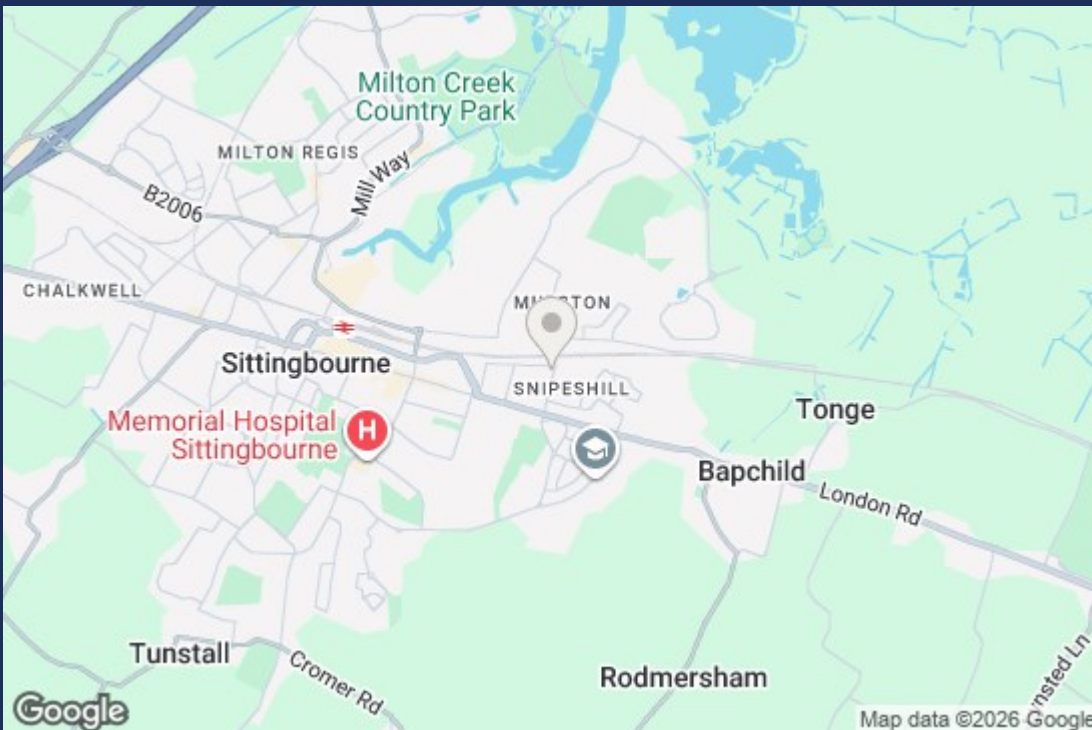 Milton Creek
Country Park
MILTON REGIS
Mill Way
B2006
CHALKWELL
Sittingbourne
SNIPESHILL
Memorial Hospital
Sittingbourne
H
Tonge
Bapchild
London Rd
Tunstall
Cromer Rd
Rodmersham
Google
Map data ©2026 Google